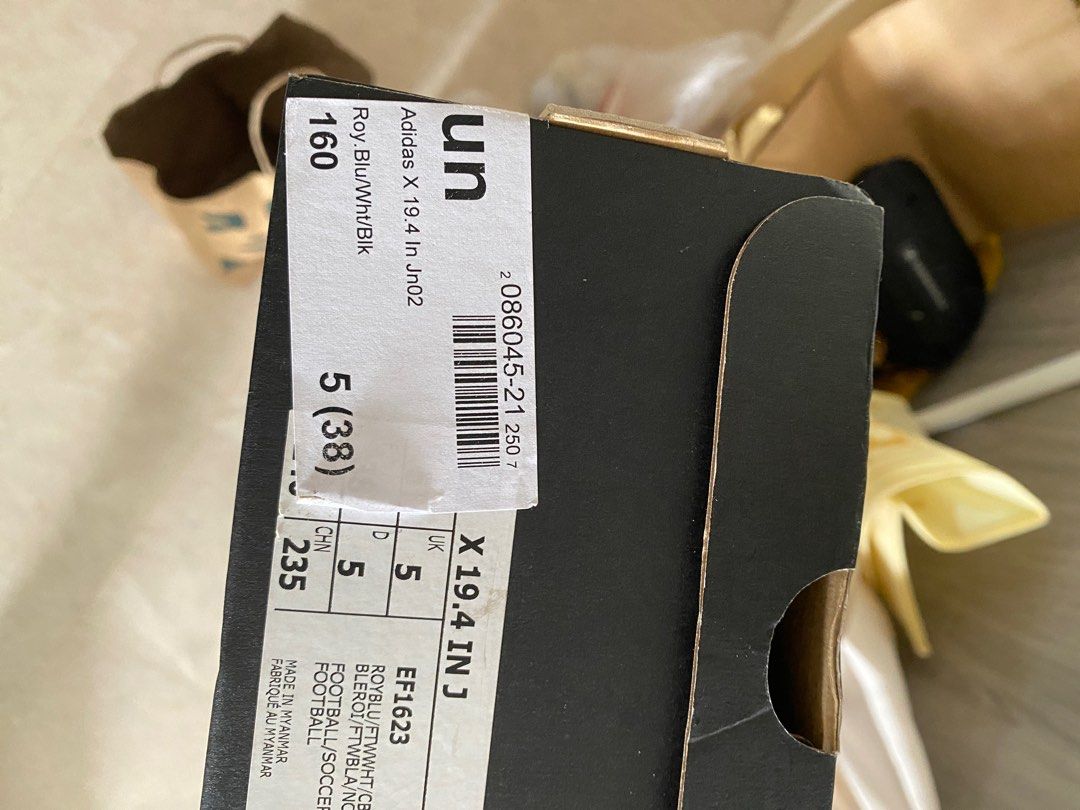 un
Adidas X 19.4 In Jn02
Roy.Blu/Wht/Blk
160
5 (38)
2 086045-21 250 7
X 19.4 IN J
UK
5
D
5
CHN
235
EF1623
ROYBLU/FTWWHT/CB
BLEROI/FTWBLA/NO
FOOTBALL/SOCCER
FOOTBALL
MADE IN MYANMAR
FABRIQUÉ AU MYANMAR